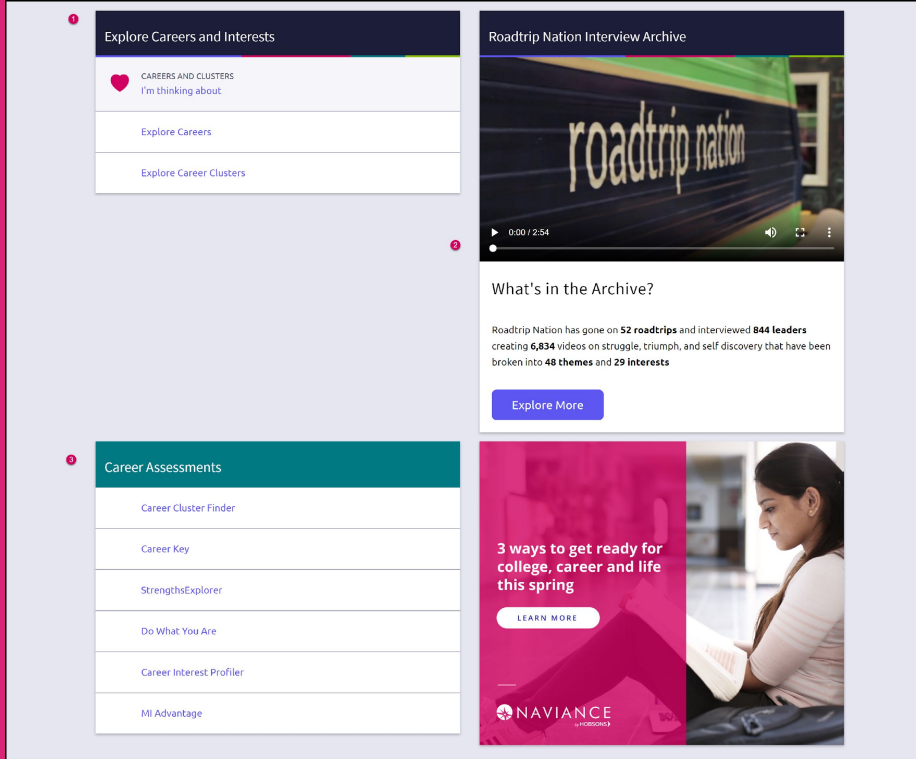 1
Explore Careers and Interests
CAREERS AND CLUSTERS
I'm thinking about
Explore Careers
Explore Career Clusters
Roadtrip Nation Interview Archive
roadtrip nation
0:00 / 2:54
2
What's in the Archive?
Roadtrip Nation has gone on 52 roadtrips and interviewed 844 leaders
creating 6,834 videos on struggle, triumph, and self discovery that have been
broken into 48 themes and 29 interests
Explore More
3
Career Assessments
Career Cluster Finder
Career Key
StrengthsExplorer
Do What You Are
Career Interest Profiler
MI Advantage
3 ways to get ready for
college, career and life
this spring
LEARN MORE
NAVIANCE
by HOBSONS